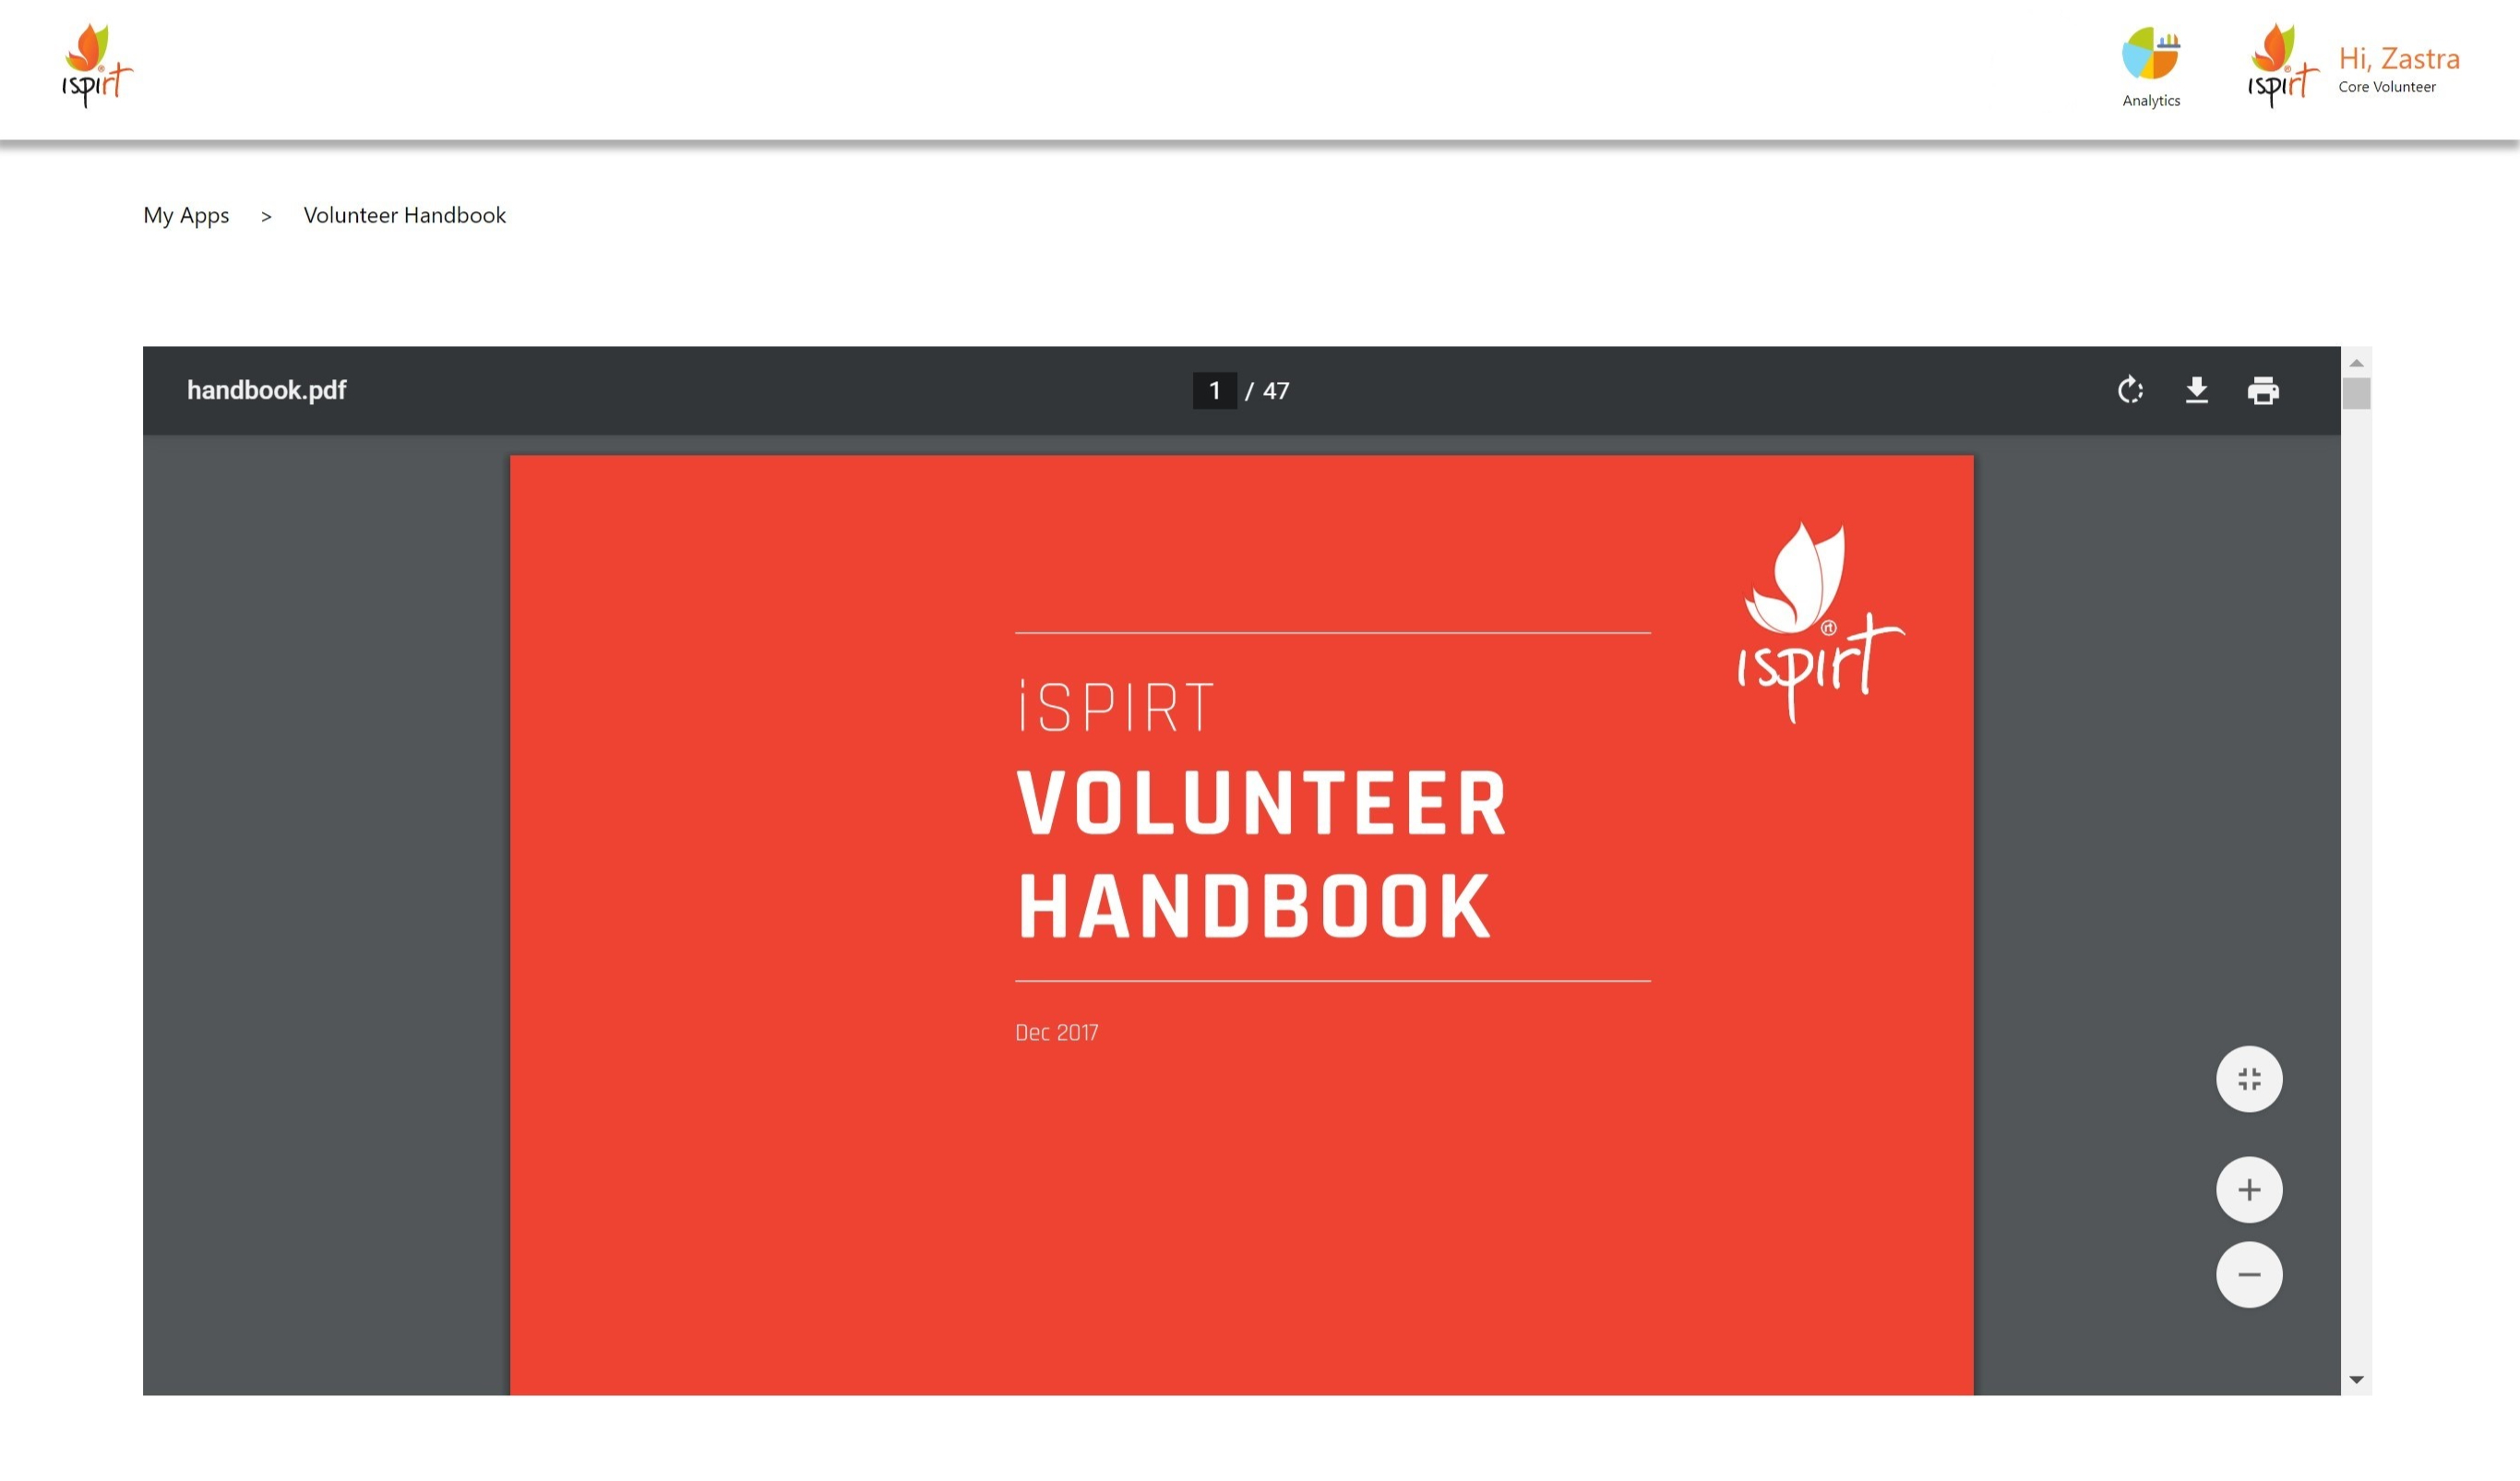 ispirt
Analytics
ispirt
Hi, Zastra
Core Volunteer
My Apps > Volunteer Handbook
handbook.pdf
1 / 47
ispirt
iSPIRT
VOLUNTEER
HANDBOOK
Dec 2017